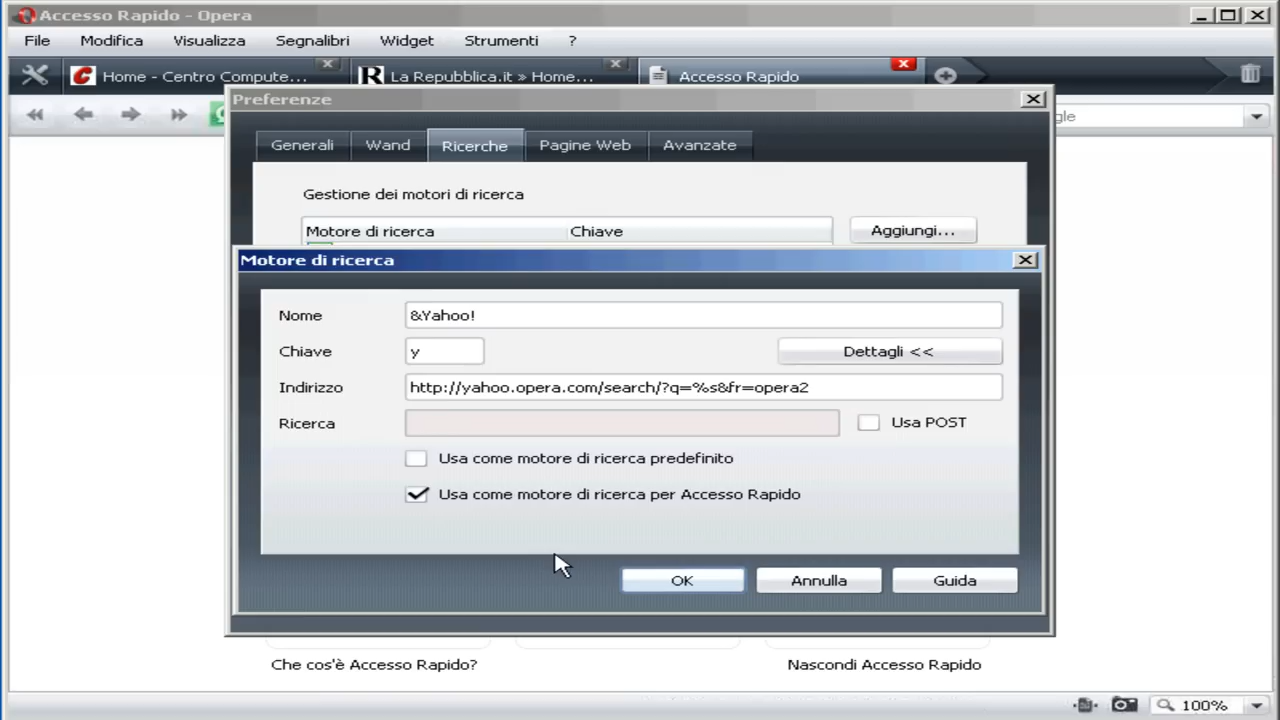 Accesso Rapido - Opera
File Modifica Visualizza Segnalibri Widget Strumenti ?
Home - Centro Compute... La Repubblica.it » Home... Accesso Rapido
Preferenze
gle
Generali Wand Ricerche Pagine Web Avanzate
Gestione dei motori di ricerca
Motore di ricerca Chiave Aggiungi...
Motore di ricerca
Nome &Yahoo!
Chiave y Dettagli <<
Indirizzo http://yahoo.opera.com/search/?q=%s&fr=opera2
Ricerca Usa POST
Usa come motore di ricerca predefinito
Usa come motore di ricerca per Accesso Rapido
OK Annulla Guida
Che cos'è Accesso Rapido? Nascondi Accesso Rapido
100%